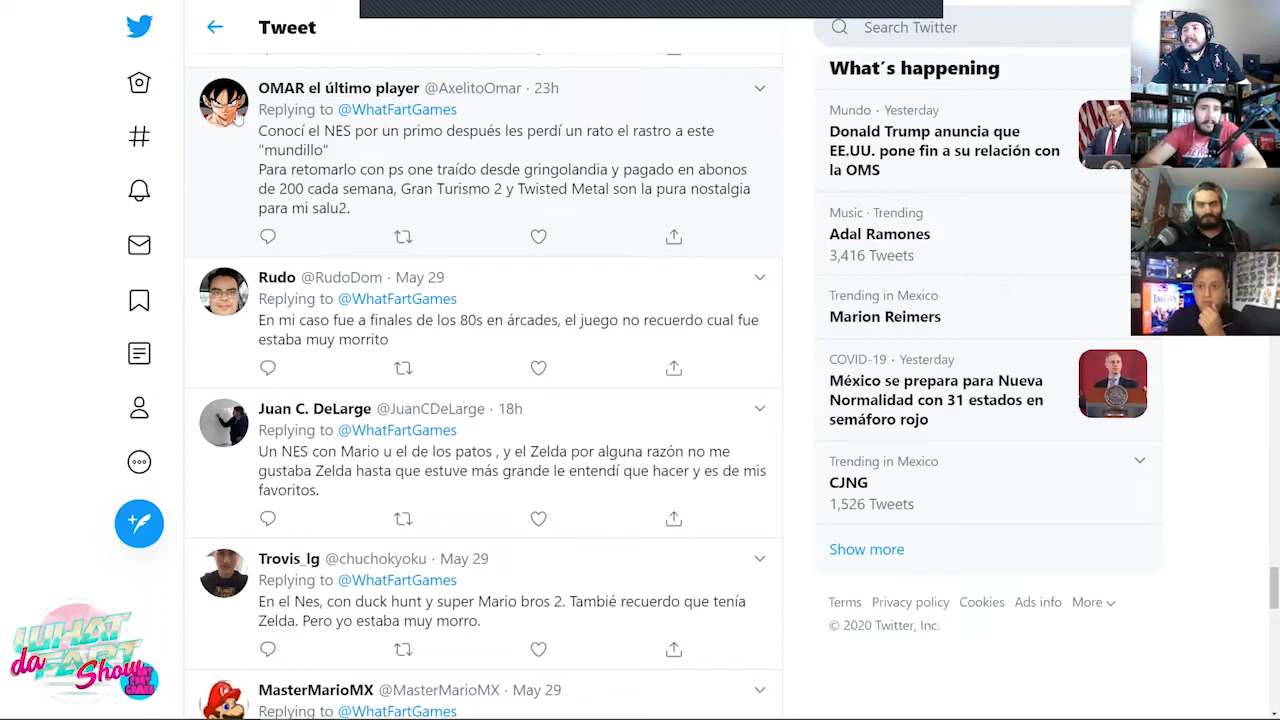 Tweet
OMAR el último player @AxelitoOmar · 23h
Replying to @WhatFartGames
Conocí el NES por un primo después les perdí un rato el rastro a este
"mundillo"
Para retomarlo con ps one traído desde gringolandia y pagado en abonos
de 200 cada semana, Gran Turismo 2 y Twisted Metal son la pura nostalgia
para mi salu2.
Rudo @RudoDom · May 29
Replying to @WhatFartGames
En mi caso fue a finales de los 80s en arcades, el juego no recuerdo cual fue
estaba muy morrito
Juan C. DeLarge @JuanCDeLarge · 18h
Replying to @WhatFartGames
Un NES con Mario u el de los patos , y el Zelda por alguna razón no me
gustaba Zelda hasta que estuve más grande le entendí que hacer y es de mis
favoritos.
Trovis_lg @chuchokyoku · May 29
Replying to @WhatFartGames
En el Nes, con duck hunt y super Mario bros 2. Tambié recuerdo que tenía
Zelda. Pero yo estaba muy morro.
MasterMarioMX @MasterMarioMX · May 29
Replying to @WhatFartGames
Search Twitter
What´s happening
Mundo · Yesterday
Donald Trump anuncia que
EE.UU. pone fin a su relación con
la OMS
Music · Trending
Adal Ramones
3,416 Tweets
Trending in Mexico
Marion Reimers
COVID-19 · Yesterday
México se prepara para Nueva
Normalidad con 31 estados en
semáforo rojo
Trending in Mexico
CJNG
1,526 Tweets
Show more
Terms Privacy policy Cookies Ads info More
© 2020 Twitter, Inc.
WHAT
da FART
Show